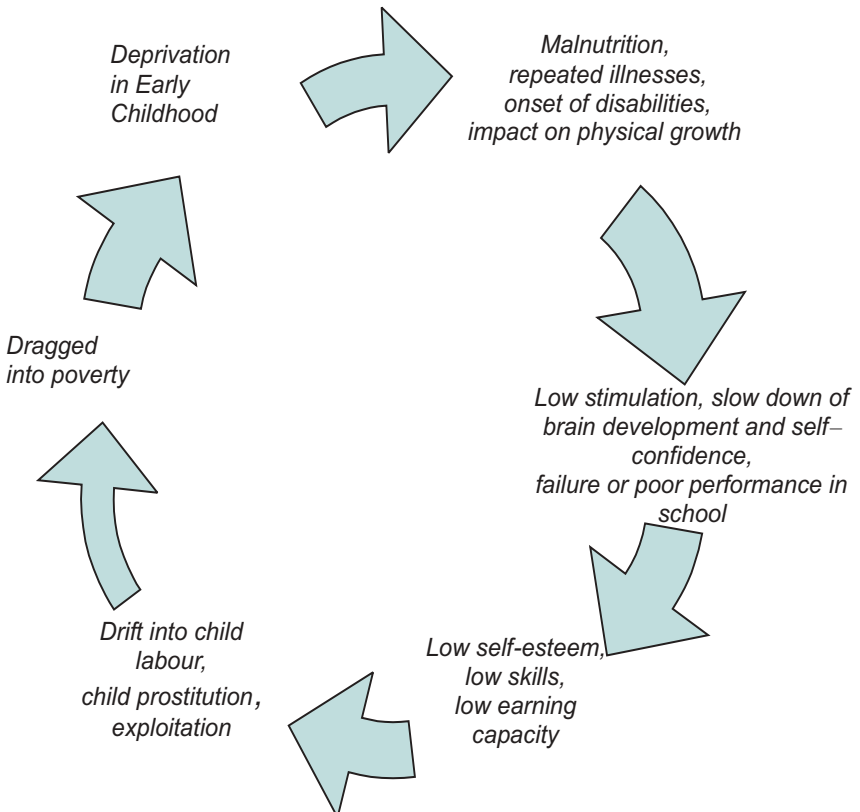 Deprivation
in Early
Childhood
Malnutrition,
repeated illnesses,
onset of disabilities,
impact on physical growth
Low stimulation, slow down of
brain development and self–
confidence,
failure or poor performance in
school
Low self-esteem,
low skills,
low earning
capacity
Drift into child
labour,
child prostitution,
exploitation
Dragged
into poverty